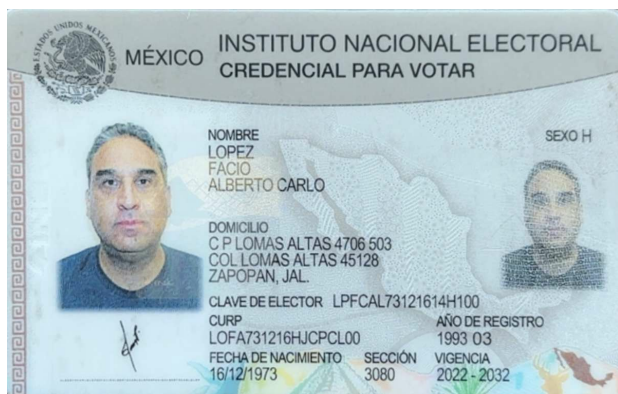 ESTADOS UNIDOS MEXICANOS
MÉXICO
INSTITUTO NACIONAL ELECTORAL
CREDENCIAL PARA VOTAR
NOMBRE
LOPEZ
FACIO
ALBERTO CARLO
SEXO H
DOMICILIO
C P LOMAS ALTAS 4706 503
COL LOMAS ALTAS 45128
ZAPOPAN, JAL.
CLAVE DE ELECTOR LPFCAL73121614H100
CURP
LOFA731216HJCPCL00
AÑO DE REGISTRO
1993 03
FECHA DE NACIMIENTO
16/12/1973
SECCIÓN
3080
VIGENCIA
2022 - 2032